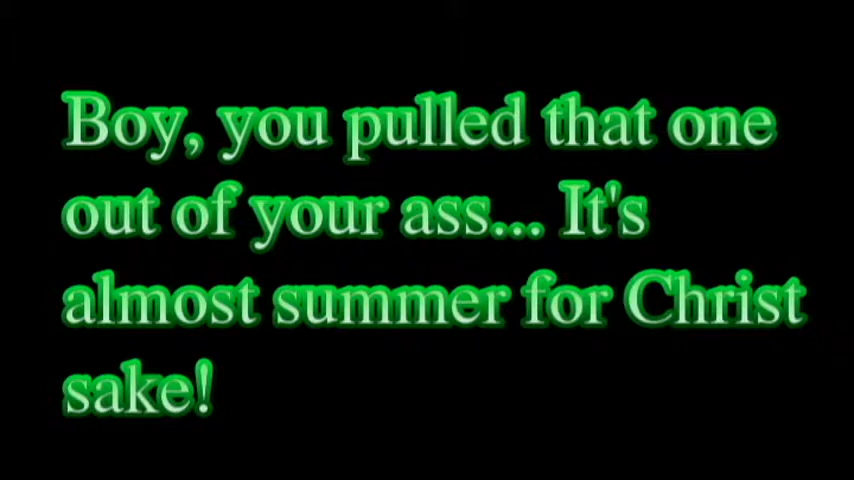 Boy, you pulled that one
out of your ass... It's
almost summer for Christ
sake!